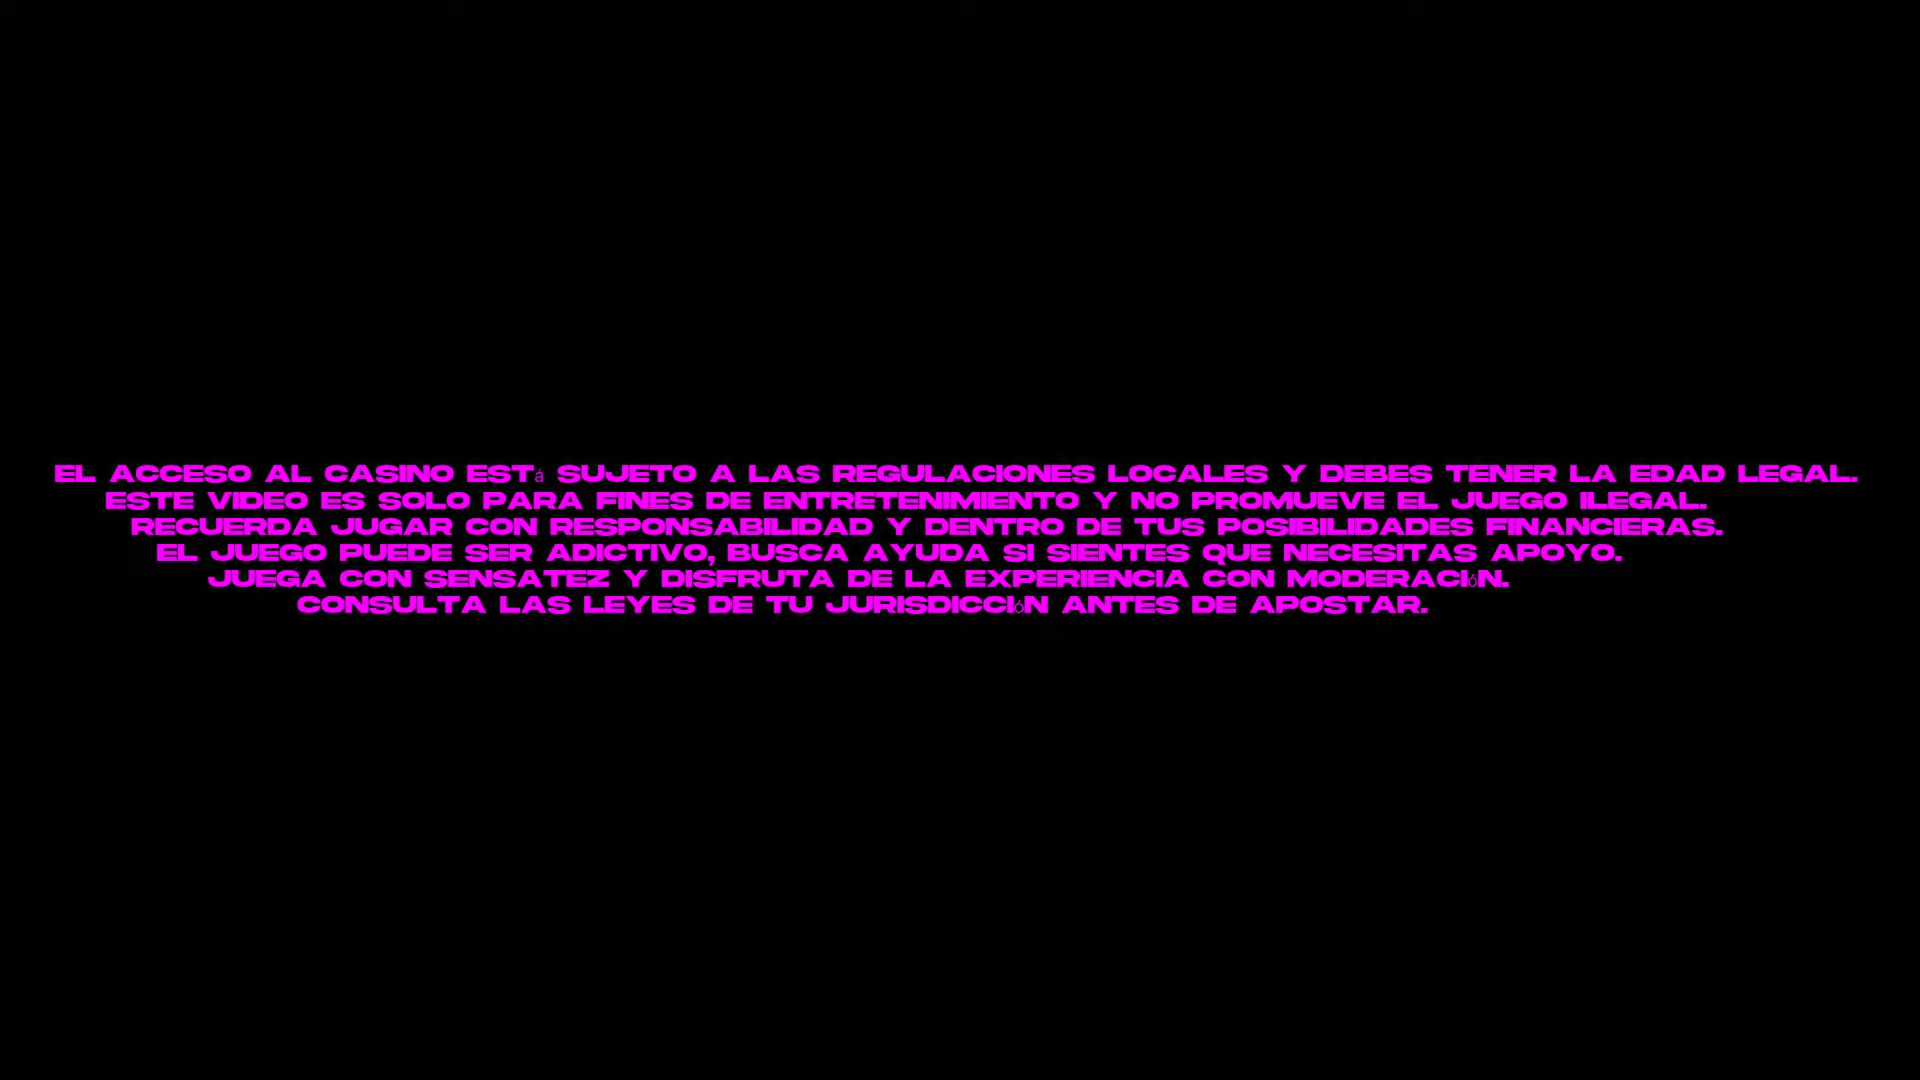 EL ACCESO AL CASINO ESTá SUJETO A LAS REGULACIONES LOCALES Y DEBES TENER LA EDAD LEGAL.
ESTE VIDEO ES SOLO PARA FINES DE ENTRETENIMIENTO Y NO PROMUEVE EL JUEGO ILEGAL.
RECUERDA JUGAR CON RESPONSABILIDAD Y DENTRO DE TUS POSIBILIDADES FINANCIERAS.
EL JUEGO PUEDE SER ADICTIVO, BUSCA AYUDA SI SIENTES QUE NECESITAS APOYO.
JUEGA CON SENSATEZ Y DISFRUTA DE LA EXPERIENCIA CON MODERACIóN.
CONSULTA LAS LEYES DE TU JURISDICCIóN ANTES DE APOSTAR.